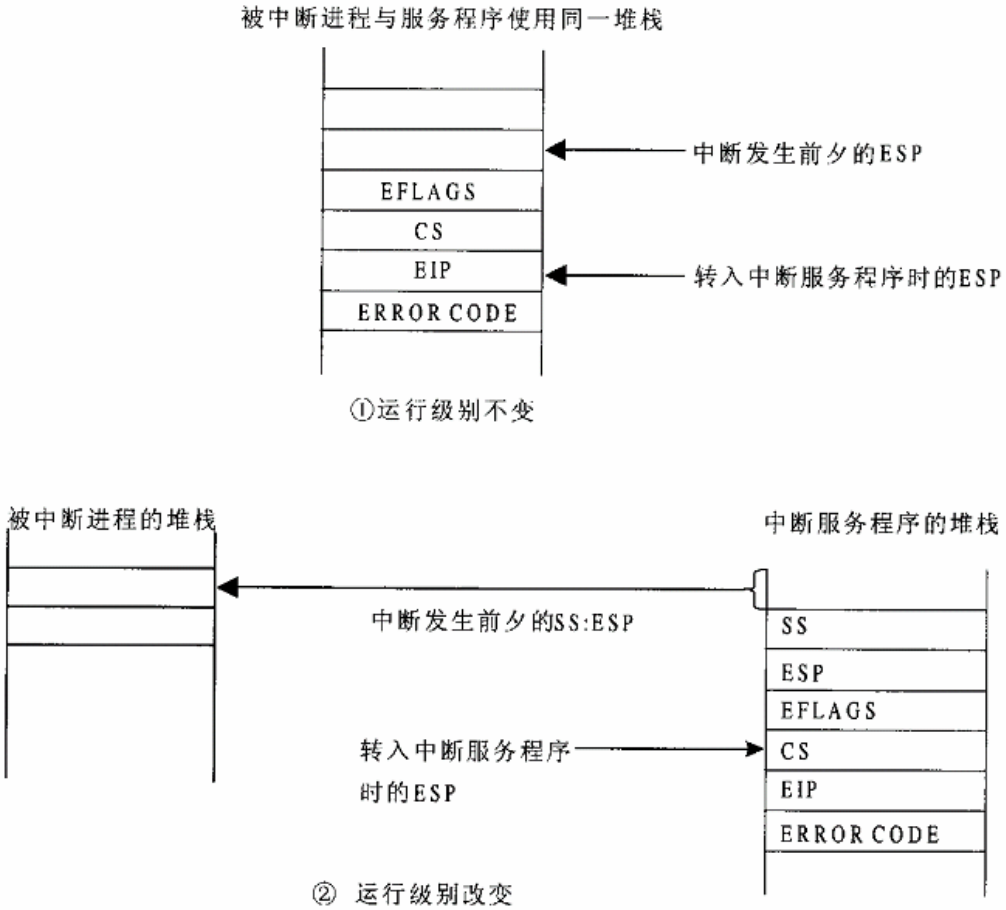 被中断进程与服务程序使用同一堆栈
中断发生前夕的ESP
EFLAGS
CS
EIP
转入中断服务程序时的ESP
ERROR CODE
①运行级别不变
被中断进程的堆栈
中断服务程序的堆栈
中断发生前夕的SS:ESP
SS
ESP
EFLAGS
转入中断服务程序
时的ESP
CS
EIP
ERROR CODE
② 运行级别改变